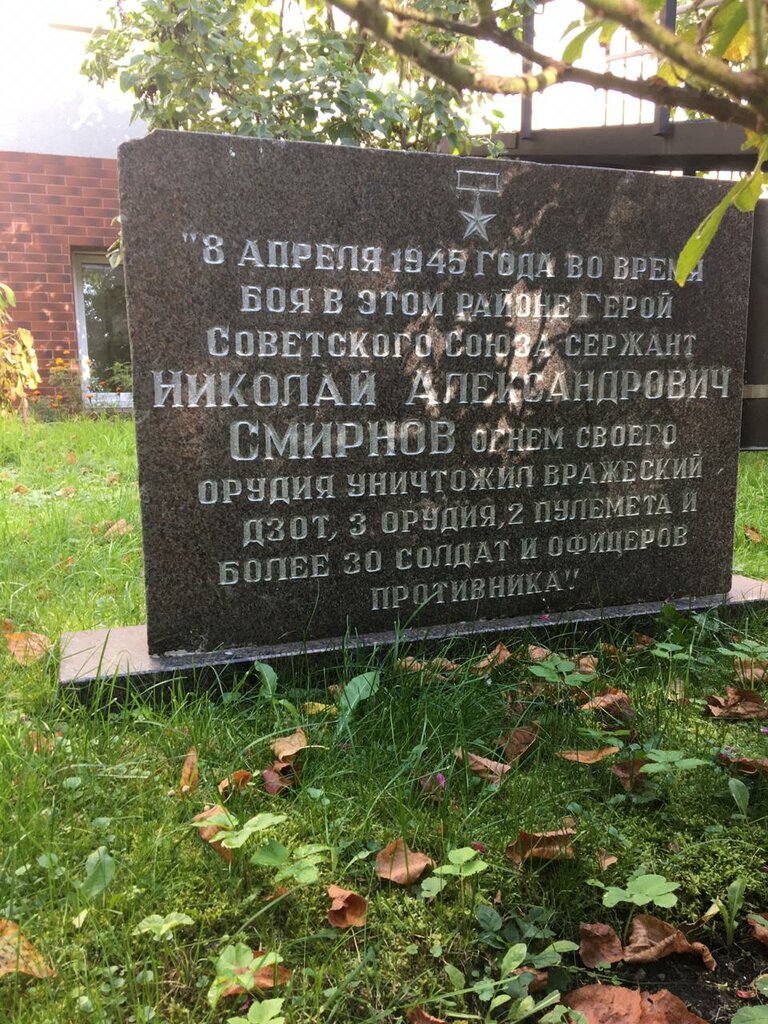 "8 АПРЕЛЯ 1945 ГОДА ВО ВРЕМЯ
БОЯ В ЭТОМ РАЙОНЕ ГЕРОЙ
СОВЕТСКОГО СОЮЗА СЕРЖАНТ
НИКОЛАЙ АЛЕКСАНДРОВИЧ
СМИРНОВ ОГНЕМ СВОЕГО
ОРУДИЯ УНИЧТОЖИЛ ВРАЖЕСКИЙ
ДЗОТ, 3 ОРУДИЯ, 2 ПУЛЕМЕТА И
БОЛЕЕ 30 СОЛДАТ И ОФИЦЕРОВ
ПРОТИВНИКА"